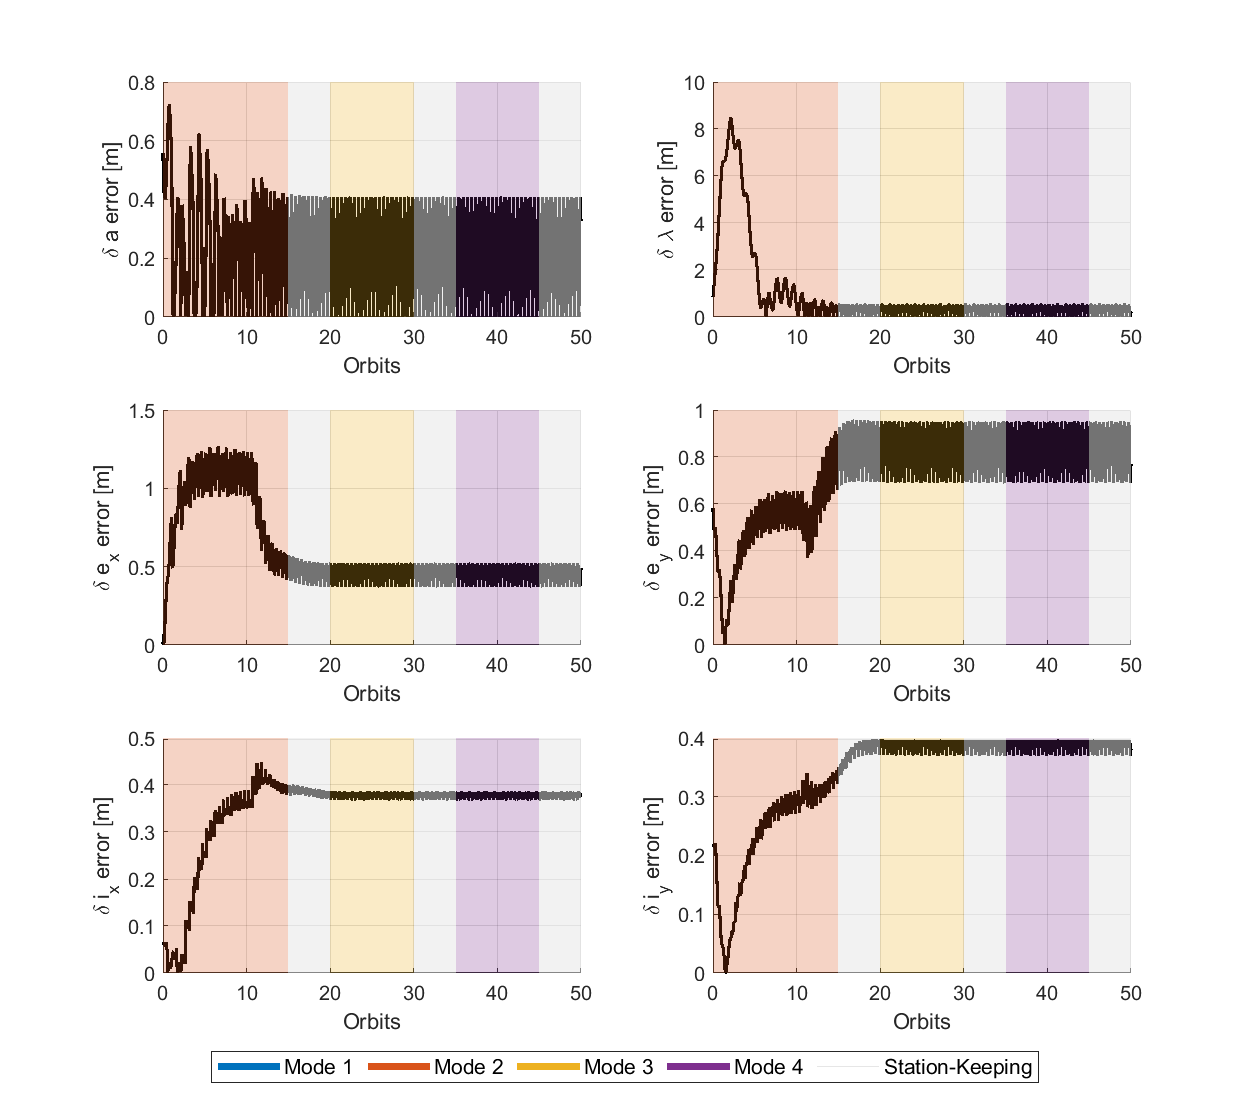 0.8
0.6
0.4
0.2
0
δ a error [m]
0 10 20 30 40 50
Orbits
10
8
6
4
2
0
δ λ error [m]
0 10 20 30 40 50
Orbits
1.5
1
0.5
0
δ e_x error [m]
0 10 20 30 40 50
Orbits
1
0.8
0.6
0.4
0.2
0
δ e_y error [m]
0 10 20 30 40 50
Orbits
0.5
0.4
0.3
0.2
0.1
0
δ i_x error [m]
0 10 20 30 40 50
Orbits
0.4
0.3
0.2
0.1
0
δ i_y error [m]
0 10 20 30 40 50
Orbits
Mode 1 Mode 2 Mode 3 Mode 4 Station-Keeping